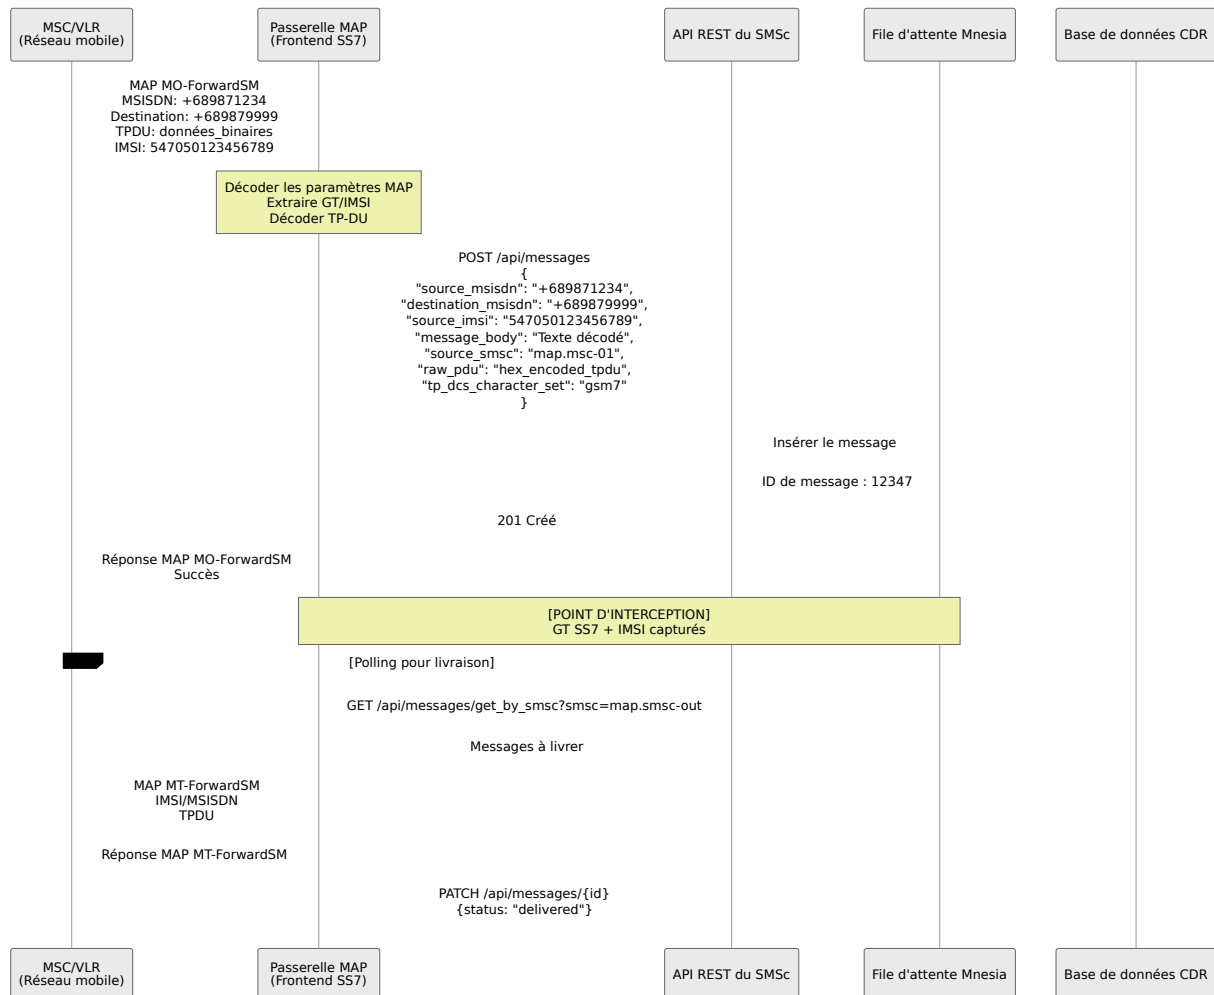 MSC/VLR
(Réseau mobile)
Passerelle MAP
(Frontend SS7)
API REST du SMSc
File d'attente Mnesia
Base de données CDR
MAP MO-ForwardSM
MSISDN: +689871234
Destination: +689879999
TPDU: données_binaires
IMSI: 547050123456789
Décoder les paramètres MAP
Extraire GT/IMSI
Décoder TP-DU
POST /api/messages
{
"source_msisdn": "+689871234",
"destination_msisdn": "+689879999",
"source_imsi": "547050123456789",
"message_body": "Texte décodé",
"source_smsc": "map.msc-01",
"raw_pdu": "hex_encoded_tpdu",
"tp_dcs_character_set": "gsm7"
}
Insérer le message
ID de message : 12347
201 Créé
Réponse MAP MO-ForwardSM
Succès
[POINT D'INTERCEPTION]
GT SS7 + IMSI capturés
[Polling pour livraison]
GET /api/messages/get_by_smsc?smsc=map.smsc-out
Messages à livrer
MAP MT-ForwardSM
IMSI/MSISDN
TPDU
Réponse MAP MT-ForwardSM
PATCH /api/messages/{id}
{status: "delivered"}
MSC/VLR
(Réseau mobile)
Passerelle MAP
(Frontend SS7)
API REST du SMSc
File d'attente Mnesia
Base de données CDR